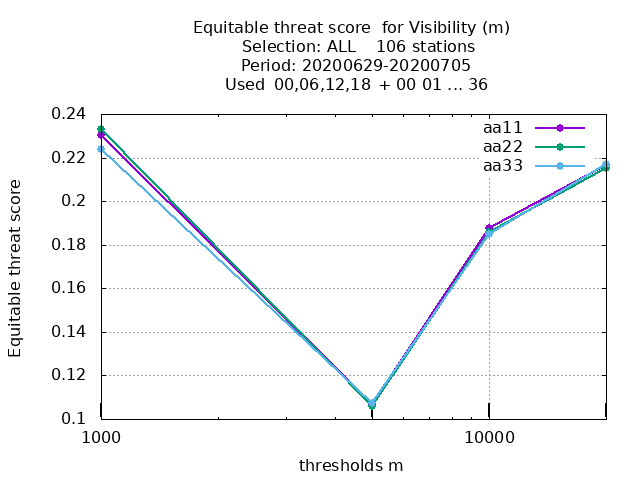 Equitable threat score  for Visibility (m)
Selection: ALL    106 stations
Period: 20200629-20200705
Used  00,06,12,18 + 00 01 ... 36
aa11
aa22
aa33
0.24
0.22
0.2
0.18
0.16
0.14
0.12
0.1
Equitable threat score
1000
10000
thresholds m